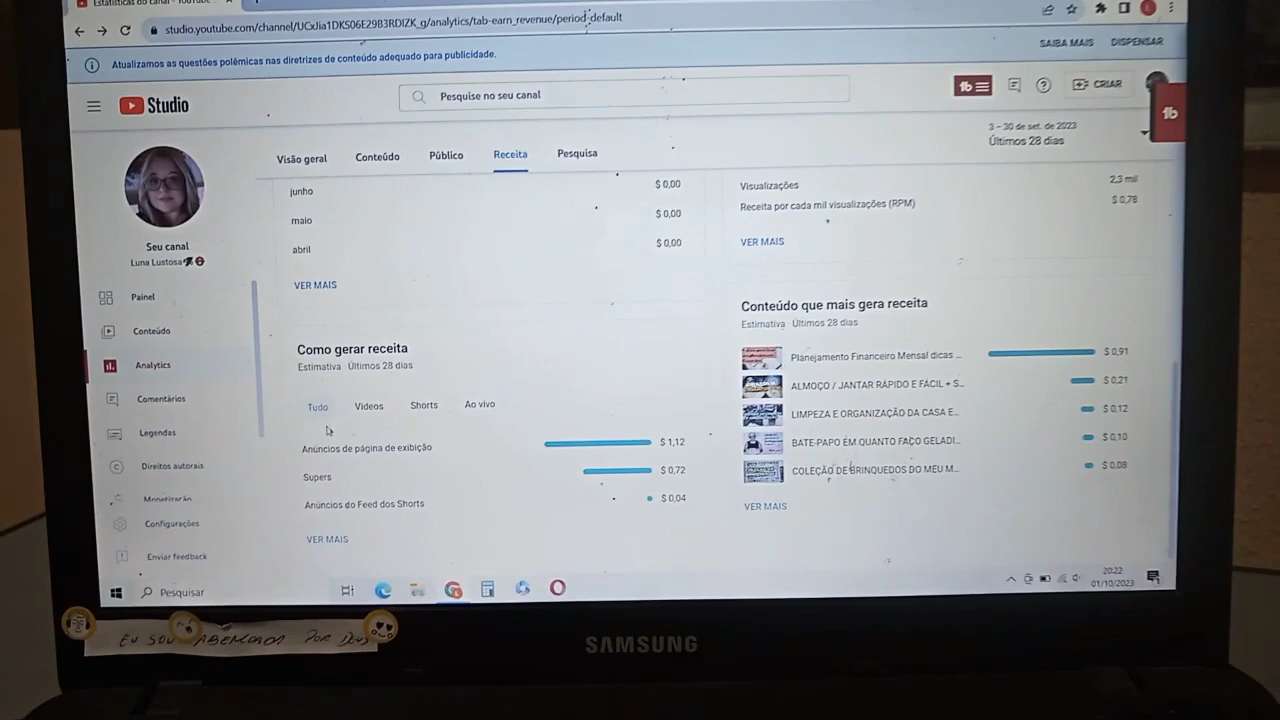 studio.youtube.com/channel/UCxJia1DKS06E29B3RDIZK_g/analytics/tab-earn_revenue/period-default
Atualizamos as questões polêmicas nas diretrizes de conteúdo adequado para publicidade.
SAIBA MAIS DISPENSAR
Studio
Pesquise no seu canal
tb
CRIAR
tb
3 – 30 de set. de 2023
Últimos 28 dias
Visão geral Conteúdo Público Receita Pesquisa
Seu canal
Luna Lustosa
Painel
Conteúdo
Analytics
Comentários
Legendas
Direitos autorais
Monetização
Configurações
Enviar feedback
junho $ 0,00
maio $ 0,00
abril $ 0,00
VER MAIS
Visualizações 2,3 mil
Receita por cada mil visualizações (RPM) $ 0,78
VER MAIS
Como gerar receita
Estimativa Últimos 28 dias
Tudo Vídeos Shorts Ao vivo
Anúncios de página de exibição $ 1,12
Supers $ 0,72
Anúncios do Feed dos Shorts $ 0,04
VER MAIS
Conteúdo que mais gera receita
Estimativa Últimos 28 dias
Planejamento Financeiro Mensal dicas ... $ 0,91
ALMOÇO / JANTAR RÁPIDO E FÁCIL + S... $ 0,21
LIMPEZA E ORGANIZAÇÃO DA CASA E... $ 0,12
BATE-PAPO ÉM QUANTO FAÇO GELADI... $ 0,10
COLEÇÃO DE BRINQUEDOS DO MEU M... $ 0,08
VER MAIS
Pesquisar
20:22
01/10/2023
EU SOU ABENÇOADA POR DEUS
SAMSUNG